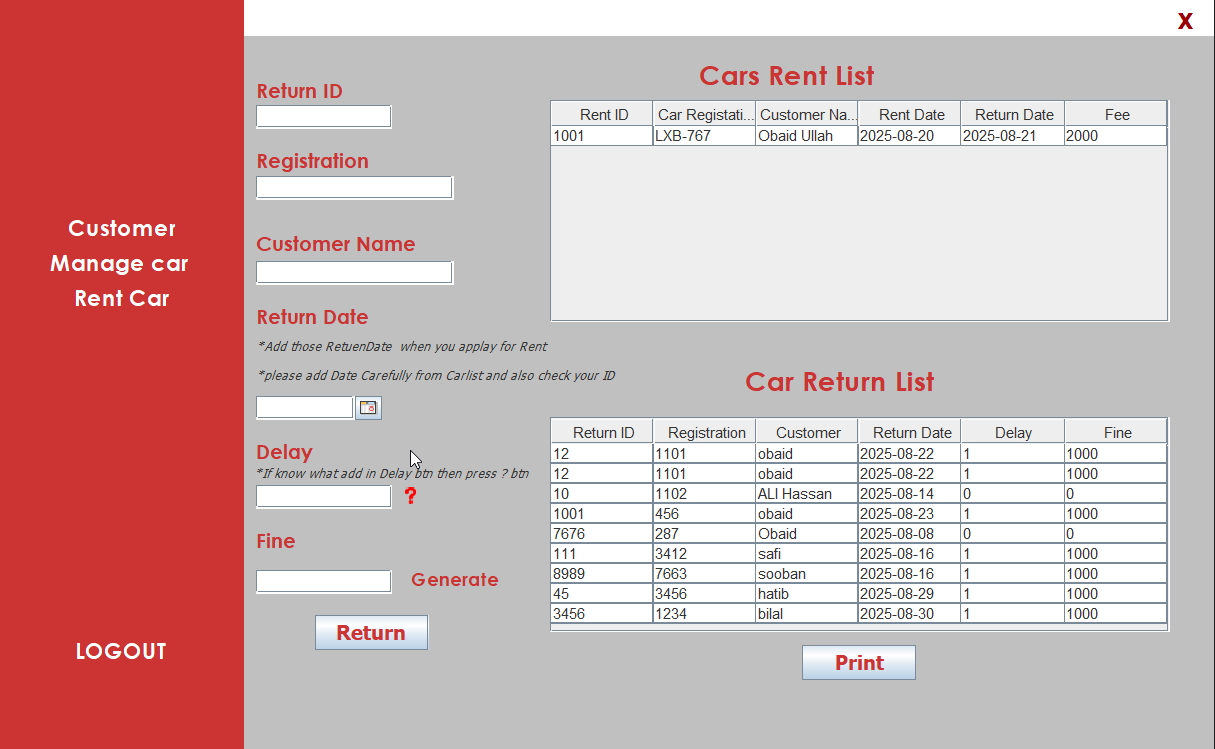 X
Customer
Manage car
Rent Car
LOGOUT
Return ID
Registration
Customer Name
Return Date
*Add those RetuenDate when you applay for Rent
*please add Date Carefully from Carlist and also check your ID
Delay
*If know what add in Delay btn then press ? btn
?
Fine
Generate
Return
Cars Rent List
Rent ID Car Registati... Customer Na... Rent Date Return Date Fee
1001 LXB-767 Obaid Ullah 2025-08-20 2025-08-21 2000
Car Return List
Return ID Registration Customer Return Date Delay Fine
12 1101 obaid 2025-08-22 1 1000
12 1101 obaid 2025-08-22 1 1000
10 1102 ALI Hassan 2025-08-14 0 0
1001 456 obaid 2025-08-23 1 1000
7676 287 Obaid 2025-08-08 0 0
111 3412 safi 2025-08-16 1 1000
8989 7663 sooban 2025-08-16 1 1000
45 3456 hatib 2025-08-29 1 1000
3456 1234 bilal 2025-08-30 1 1000
Print